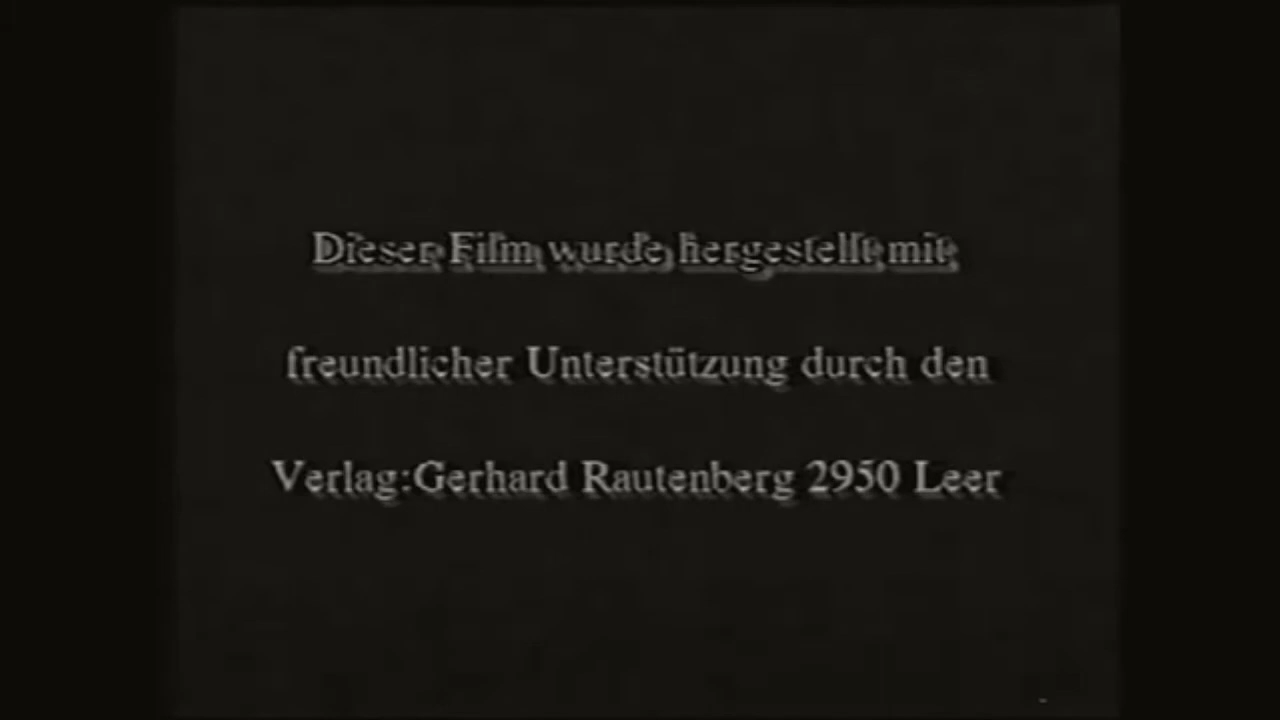 Dieser Film wurde hergestellt mit
freundlicher Unterstützung durch den
Verlag:Gerhard Rautenberg 2950 Leer